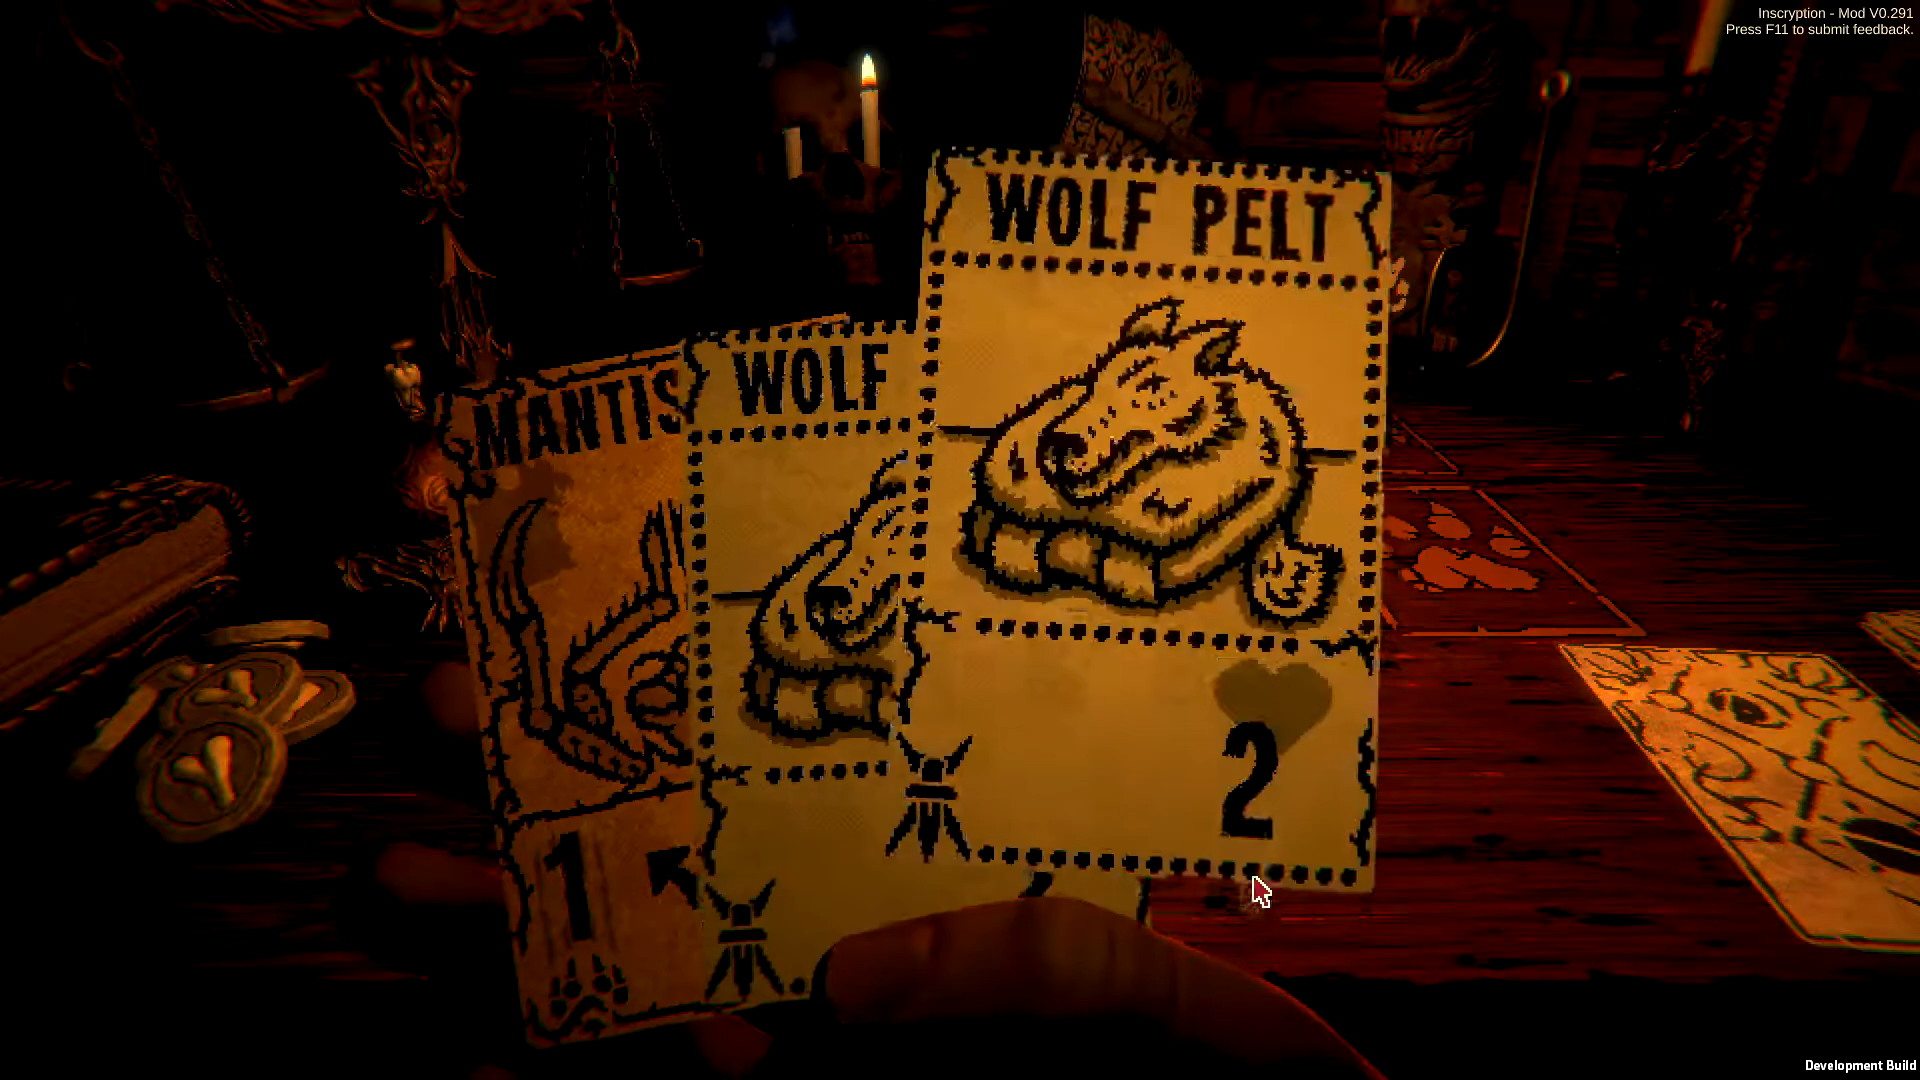 Inscryption - Mod V0.291
Press F11 to submit feedback.
WOLF PELT
WOLF
MANTIS
2
1
Development Build